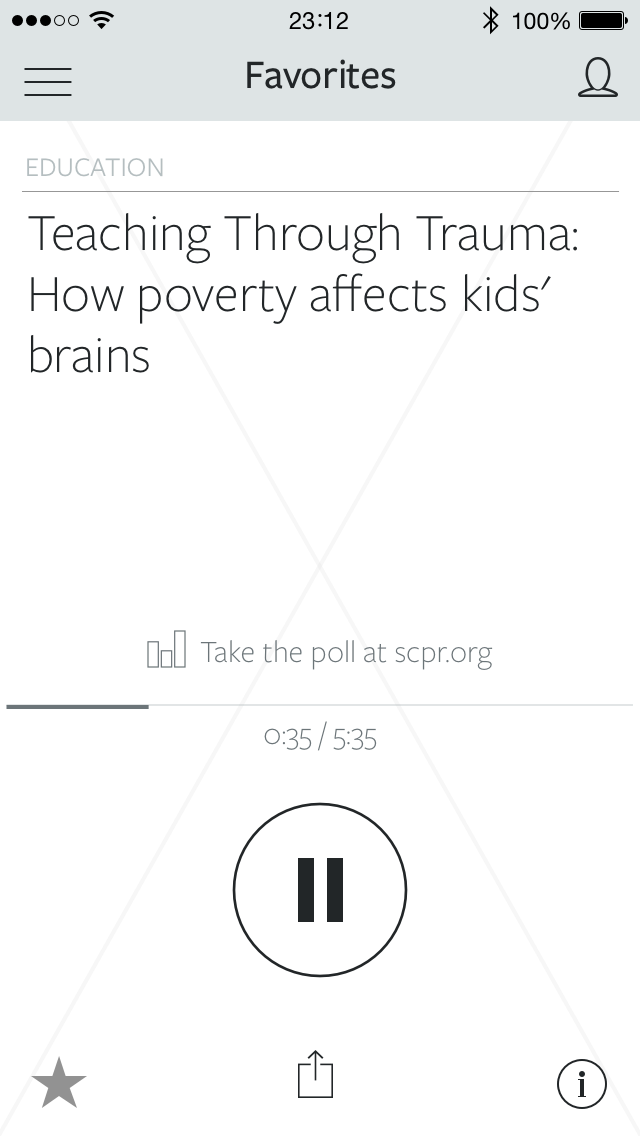 23:12
100%
Favorites
EDUCATION
Teaching Through Trauma:
How poverty affects kids′
brains
Take the poll at scpr.org
0:35 / 5:35
i